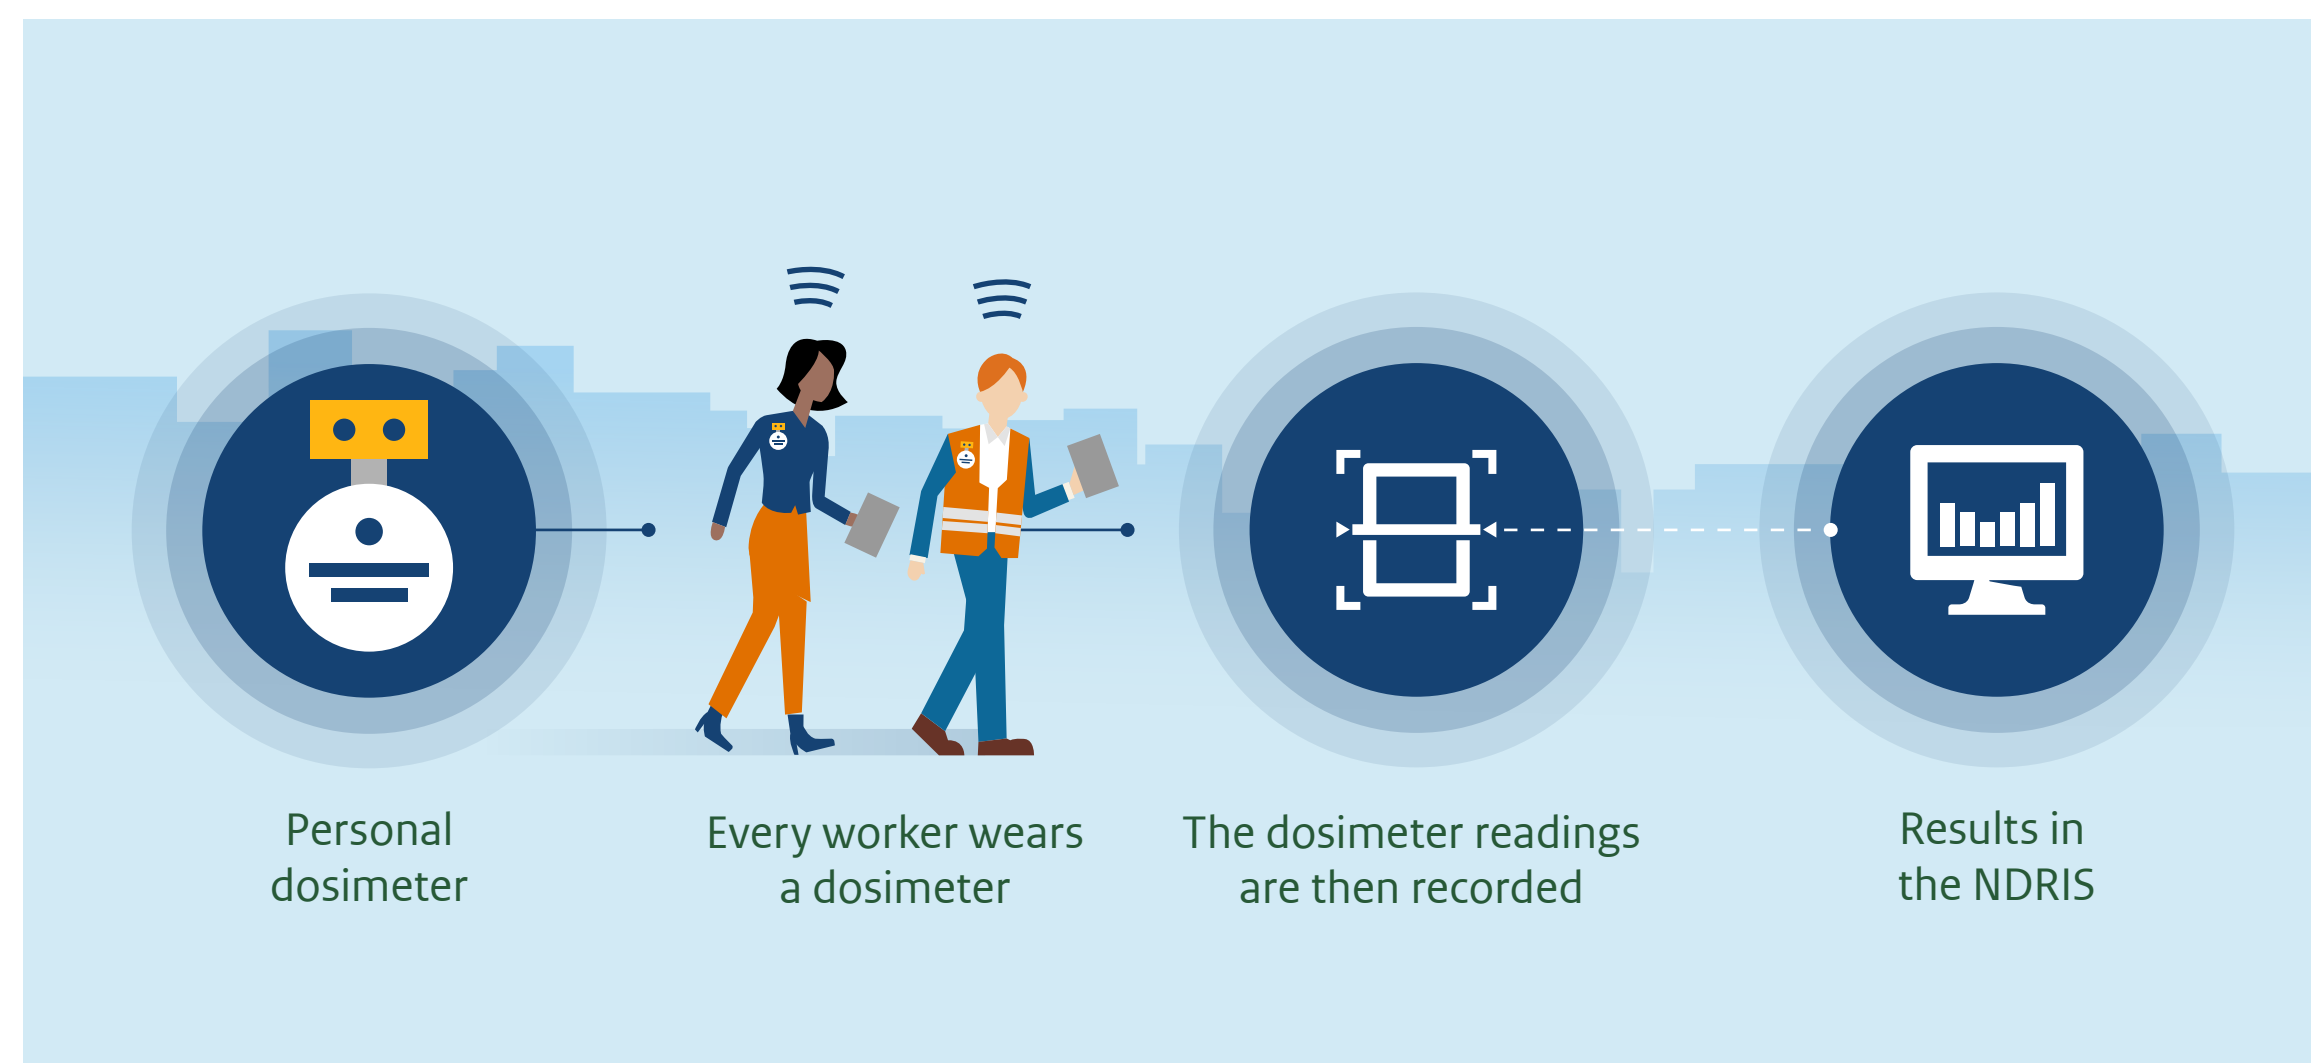 Personal
dosimeter
Every worker wears
a dosimeter
The dosimeter readings
are then recorded
Results in
the NDRIS